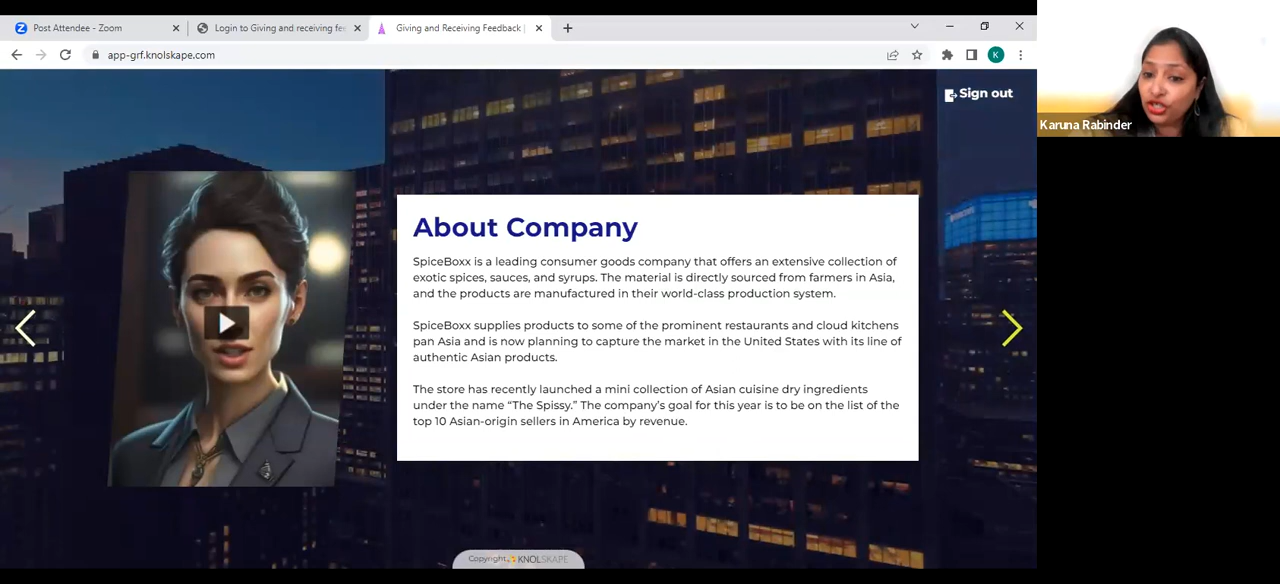 Post Attendee - Zoom
Login to Giving and receiving fee
Giving and Receiving Feedback |
app-grf.knolskape.com
K
Sign out
Karuna Rabinder
About Company
SpiceBoxx is a leading consumer goods company that offers an extensive collection of
exotic spices, sauces, and syrups. The material is directly sourced from farmers in Asia,
and the products are manufactured in their world-class production system.
SpiceBoxx supplies products to some of the prominent restaurants and cloud kitchens
pan Asia and is now planning to capture the market in the United States with its line of
authentic Asian products.
The store has recently launched a mini collection of Asian cuisine dry ingredients
under the name “The Spissy.” The company’s goal for this year is to be on the list of the
top 10 Asian-origin sellers in America by revenue.
Copyright KNOLSKAPE